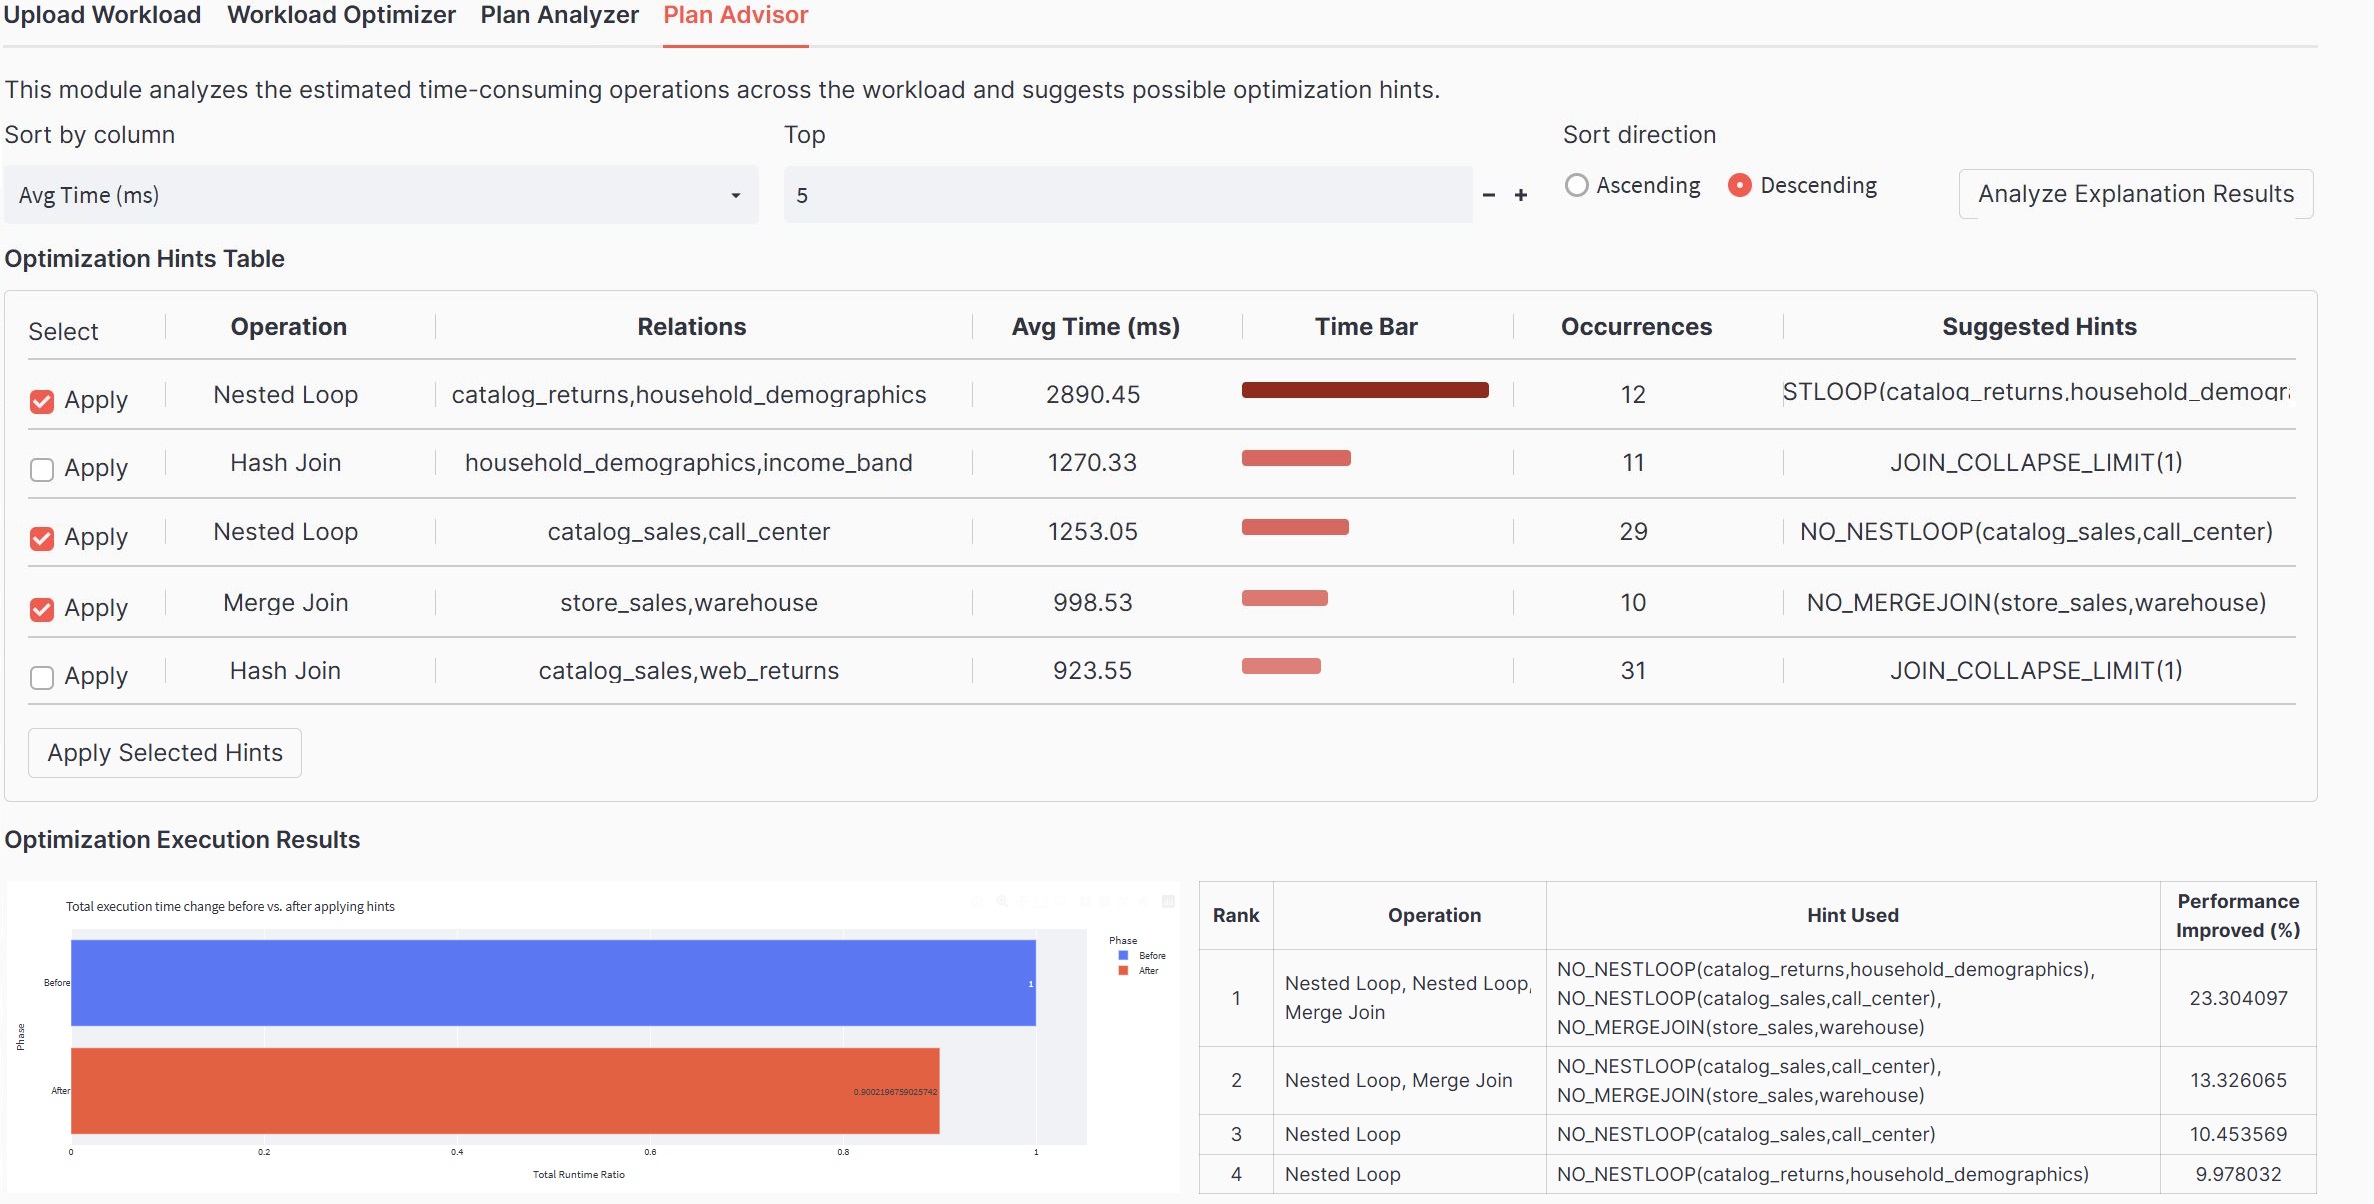 Upload Workload Workload Optimizer Plan Analyzer Plan Advisor
This module analyzes the estimated time-consuming operations across the workload and suggests possible optimization hints.
Sort by column Top Sort direction
Avg Time (ms) 5 Ascending Descending Analyze Explanation Results
Optimization Hints Table
Select Operation Relations Avg Time (ms) Time Bar Occurrences Suggested Hints
Apply Nested Loop catalog_returns,household_demographics 2890.45 12 STLOOP(catalog_returns,household_demogra
Apply Hash Join household_demographics,income_band 1270.33 11 JOIN_COLLAPSE_LIMIT(1)
Apply Nested Loop catalog_sales,call_center 1253.05 29 NO_NESTLOOP(catalog_sales,call_center)
Apply Merge Join store_sales,warehouse 998.53 10 NO_MERGEJOIN(store_sales,warehouse)
Apply Hash Join catalog_sales,web_returns 923.55 31 JOIN_COLLAPSE_LIMIT(1)
Apply Selected Hints
Optimization Execution Results
Total execution time change before vs. after applying hints
Phase
Before
After
Before
1
After
0.9002196759025742
Phase
0 0.2 0.4 0.6 0.8 1
Total Runtime Ratio
Rank Operation Hint Used Performance
Improved (%)
1 Nested Loop, Nested Loop,
Merge Join
NO_NESTLOOP(catalog_returns,household_demographics),
NO_NESTLOOP(catalog_sales,call_center),
NO_MERGEJOIN(store_sales,warehouse)
23.304097
2 Nested Loop, Merge Join
NO_NESTLOOP(catalog_sales,call_center),
NO_MERGEJOIN(store_sales,warehouse)
13.326065
3 Nested Loop NO_NESTLOOP(catalog_sales,call_center) 10.453569
4 Nested Loop NO_NESTLOOP(catalog_returns,household_demographics) 9.978032